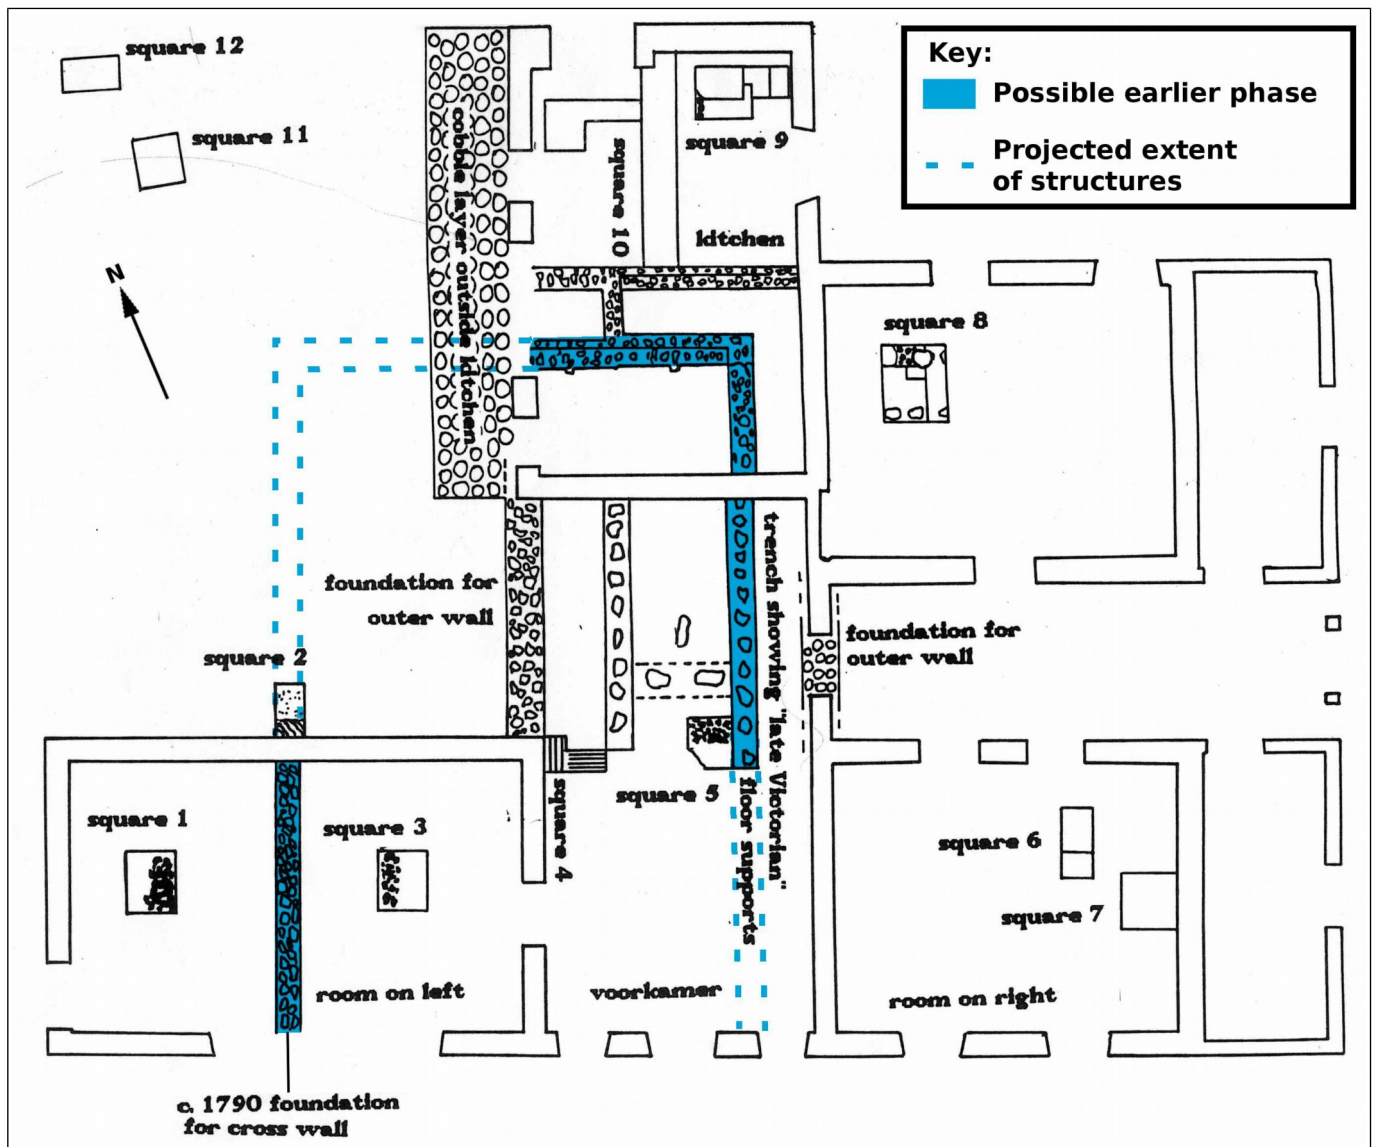 square 12
square 11
Key:
Possible earlier phase
Projected extent
of structures
cobble layer outside kitchen
square 10
square 9
kitchen
N
square 8
foundation for
outer wall
square 2
trench showing "late Victorian"
floor supports
foundation for
outer wall
square 1
square 3
square 4
square 5
square 6
square 7
room on left
voorkamer
room on right
c. 1790 foundation
for cross wall